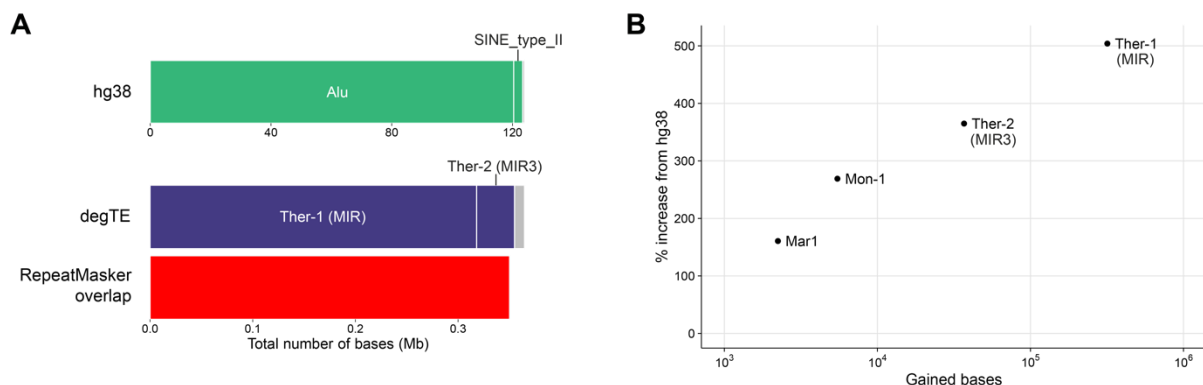 A
SINE_type_II
hg38
Alu
0 40 80 120
Ther-2 (MIR3)
degTE
Ther-1 (MIR)
RepeatMasker
overlap
0.0 0.1 0.2 0.3
Total number of bases (Mb)
B
% increase from hg38
500
400
300
200
100
0
Ther-1
(MIR)
Ther-2
(MIR3)
Mon-1
Mar1
10³ 10⁴ 10⁵ 10⁶
Gained bases